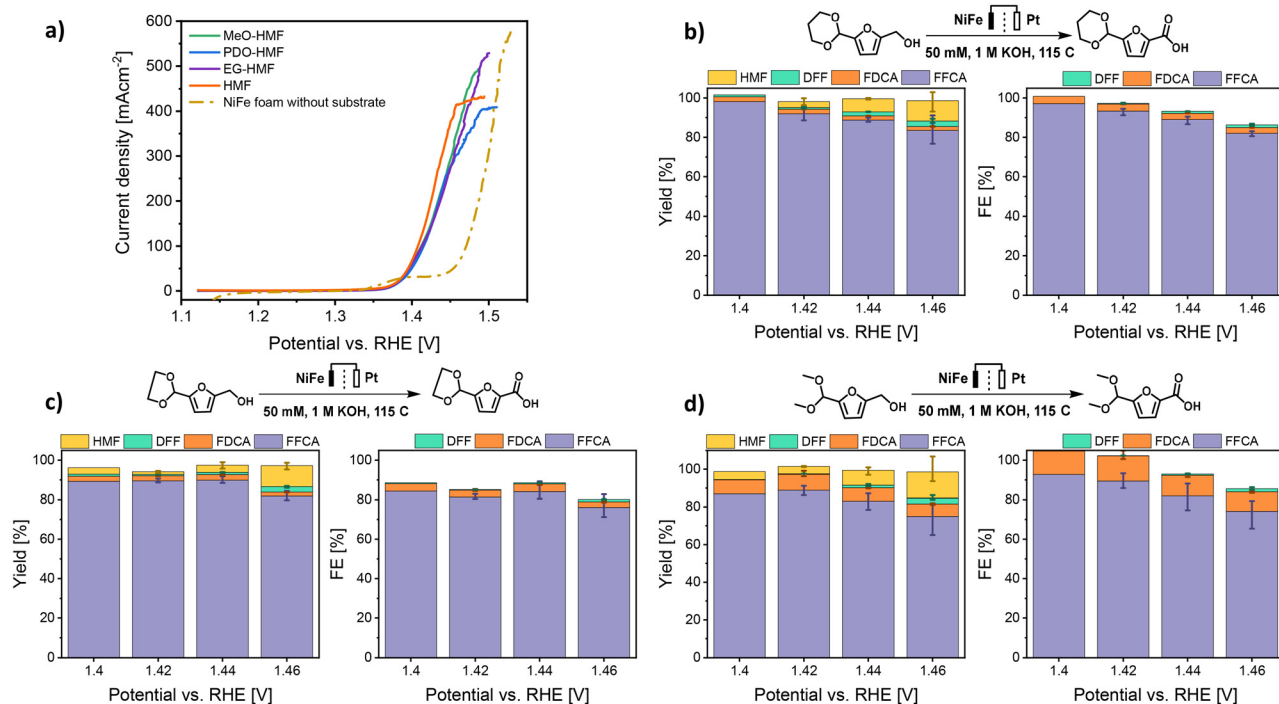 a)
600
500
400
300
200
100
0
Current density [mAcm⁻²]
MeO-HMF
PDO-HMF
EG-HMF
HMF
NiFe foam without substrate
1.1 1.2 1.3 1.4 1.5
Potential vs. RHE [V]
b)
O O O OH
NiFe Pt
50 mM, 1 M KOH, 115 C
O O O O OH
HMF DFF FDCA FFCA
100
80
60
40
20
0
Yield [%]
1.4 1.42 1.44 1.46
Potential vs. RHE [V]
DFF FDCA FFCA
100
80
60
40
20
0
FE [%]
1.4 1.42 1.44 1.46
Potential vs. RHE [V]
c)
O O O OH
NiFe Pt
50 mM, 1 M KOH, 115 C
O O O O OH
HMF DFF FDCA FFCA
100
80
60
40
20
0
Yield [%]
1.4 1.42 1.44 1.46
Potential vs. RHE [V]
DFF FDCA FFCA
100
80
60
40
20
0
FE [%]
1.4 1.42 1.44 1.46
Potential vs. RHE [V]
d)
O O O OH
NiFe Pt
50 mM, 1 M KOH, 115 C
O O O O OH
HMF DFF FDCA FFCA
100
80
60
40
20
0
Yield [%]
1.4 1.42 1.44 1.46
Potential vs. RHE [V]
DFF FDCA FFCA
100
80
60
40
20
0
FE [%]
1.4 1.42 1.44 1.46
Potential vs. RHE [V]